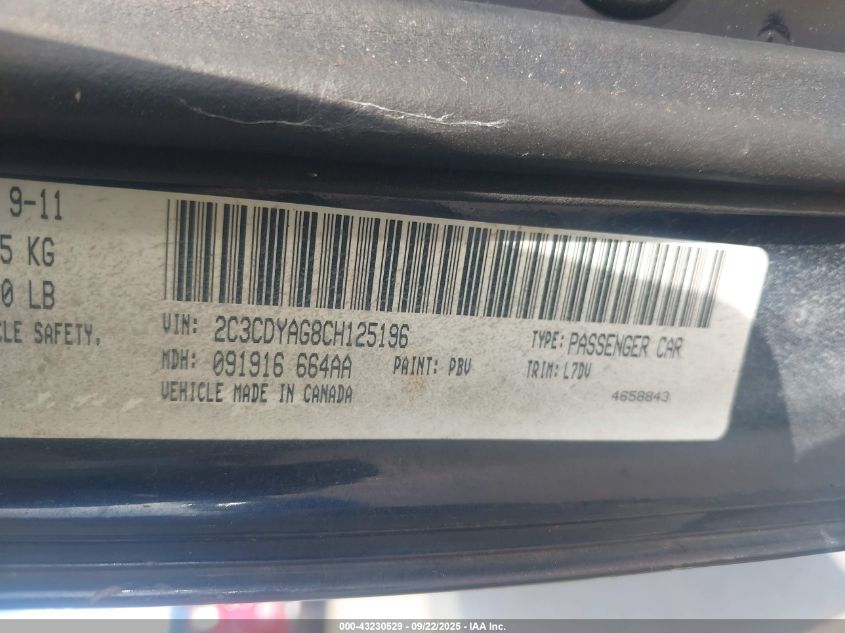 9-11
5 KG
0 LB
CLE SAFETY,
VIN: 2C3CDYAG8CH125196
TYPE: PASSENGER CAR
MDH: 091916 664AA
PAINT: PBV
TRIM: L7DV
VEHICLE MADE IN CANADA
4658843
000-43230529 - 09/22/2025 - IAA Inc.